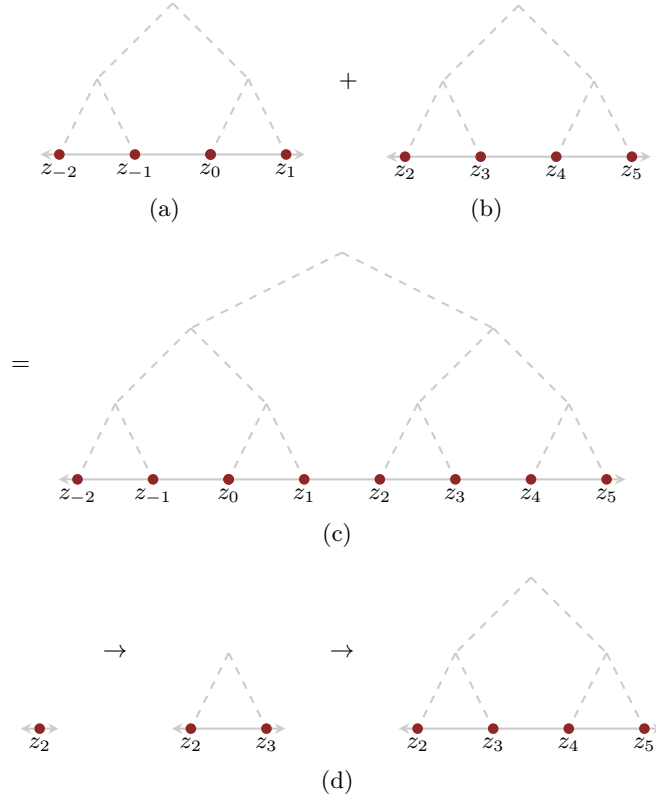 +
z₋₂ z₋₁ z₀ z₁ z₂ z₃ z₄ z₅
(a) (b)
=
z₋₂ z₋₁ z₀ z₁ z₂ z₃ z₄ z₅
(c)
→ →
z₂ z₂ z₃ z₂ z₃ z₄ z₅
(d)